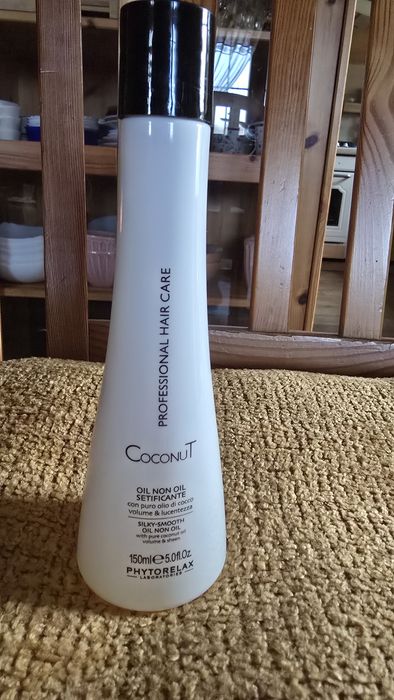 PROFESSIONAL HAIR CARE
COCONUT
OIL NON OIL
SETIFICANTE
con puro olio di cocco
volume & lucentezza
SILKY-SMOOTH
OIL NON OIL
with pure coconut oil
volume & sheen
150ml℮5.0fl.Oz
PHYTORELAX
LABORATORIES